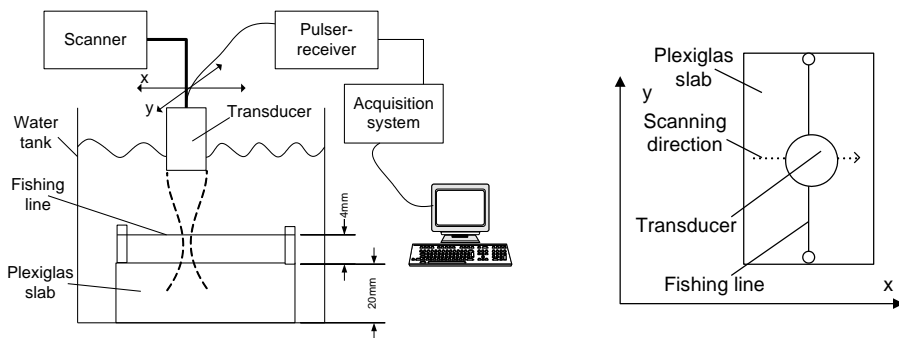 Scanner
Pulser-
receiver
x
y
Transducer
Acquisition
system
Water
tank
Fishing
line
4mm
Plexiglas
slab
20mm
Plexiglas
slab
y
Scanning
direction
Transducer
Fishing line
x